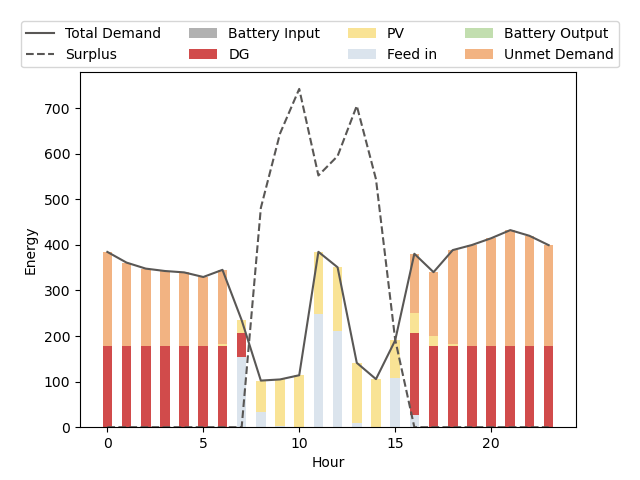 Total Demand Battery Input PV Battery Output
Surplus DG Feed in Unmet Demand
700
600
500
400
300
200
100
0
Energy
0 5 10 15 20
Hour